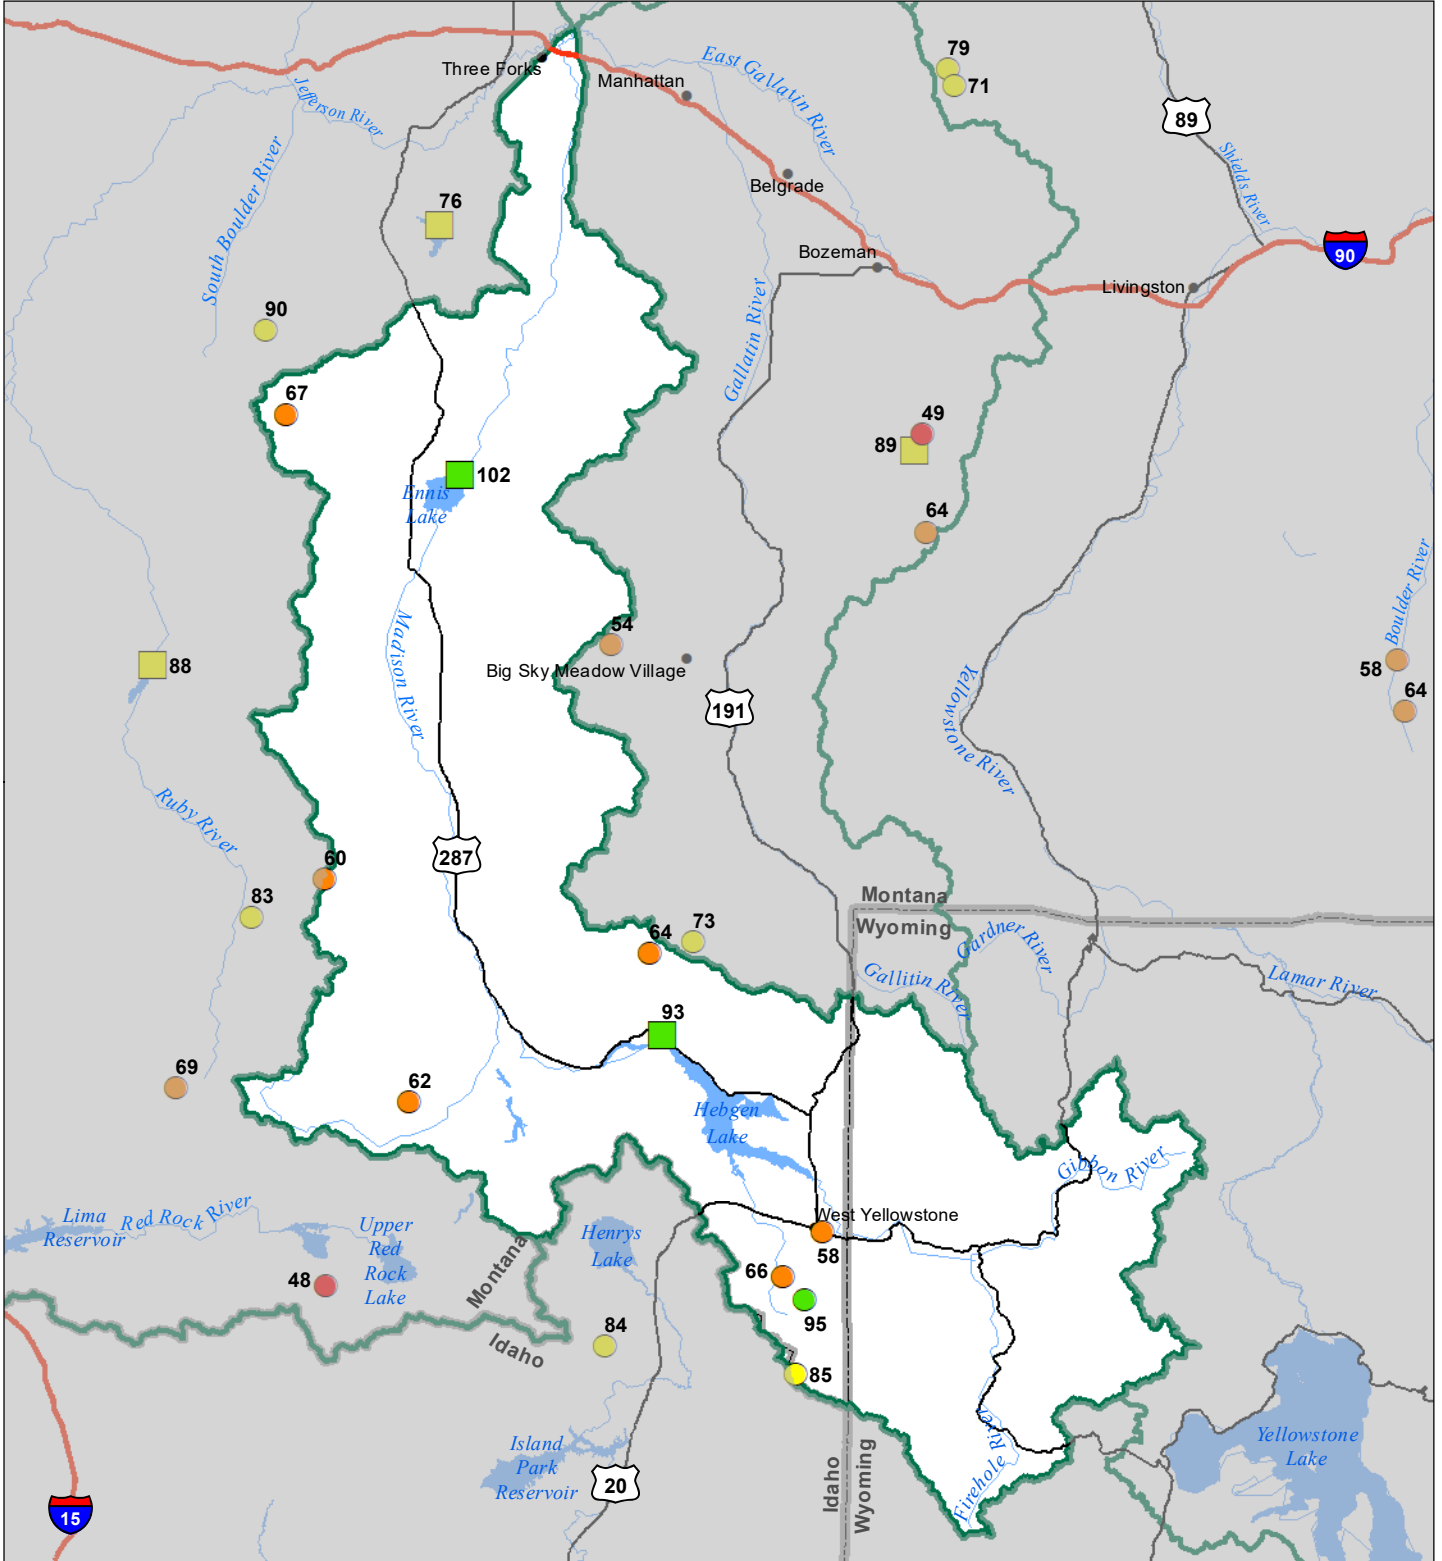 79
71
East Gallatin River
Three Forks
Manhattan
Jefferson River
89
Shields River
South Boulder River
Belgrade
76
Bozeman
90
Livingston
Gallatin River
90
67
49
89
102
Ennis
Lake
64
Boulder River
Madison River
54
Big Sky Meadow Village
88
58
64
191
Yellowstone River
Ruby River
287
60
83
Montana
Wyoming
64
73
Gardner River
Gallitin River
Lamar River
93
69
62
Hebgen
Lake
Gibbon River
Lima
Reservoir
Red Rock River
Upper
Red
Rock
Lake
Henrys
Lake
West Yellowstone
58
Montana
Idaho
48
66
95
84
85
Island
Park
Reservoir
20
Idaho
Wyoming
Firehole River
Yellowstone
Lake
15